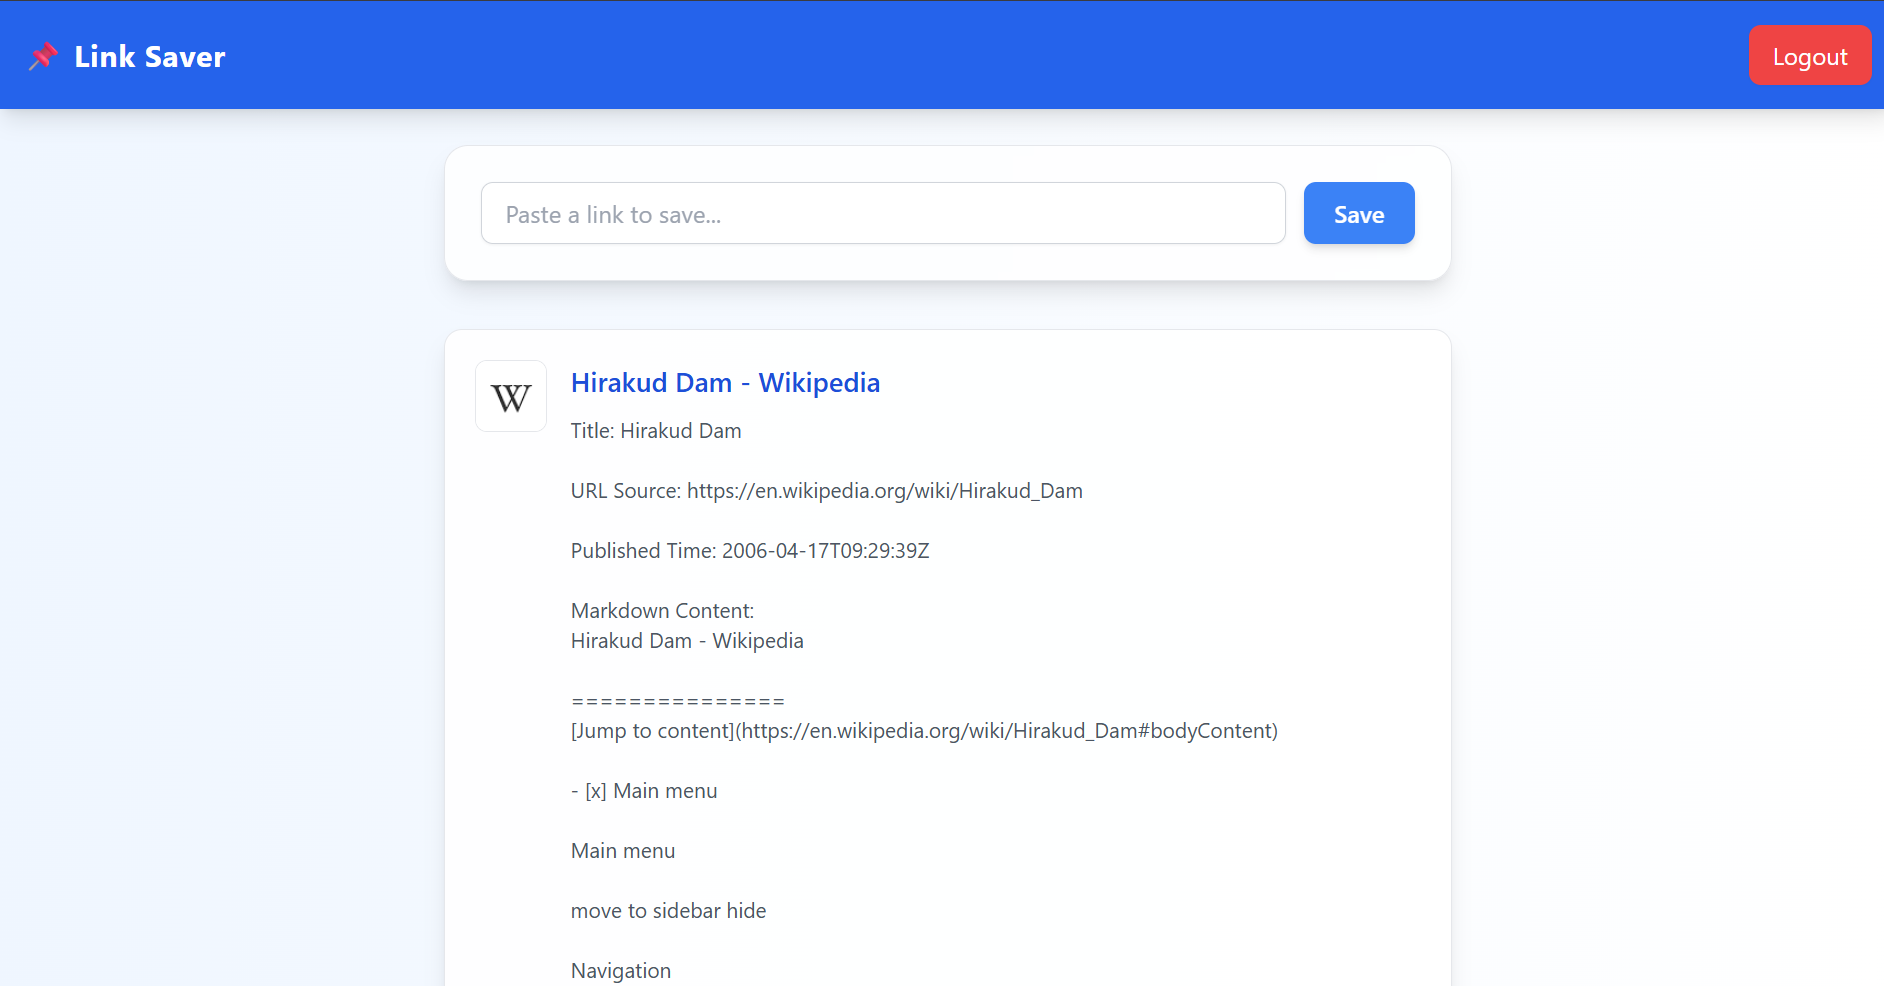 📌 Link Saver
Logout
Paste a link to save...
Save
W
Hirakud Dam - Wikipedia
Title: Hirakud Dam
URL Source: https://en.wikipedia.org/wiki/Hirakud_Dam
Published Time: 2006-04-17T09:29:39Z
Markdown Content:
Hirakud Dam - Wikipedia
===============
[Jump to content](https://en.wikipedia.org/wiki/Hirakud_Dam#bodyContent)
- [x] Main menu
Main menu
move to sidebar hide
Navigation